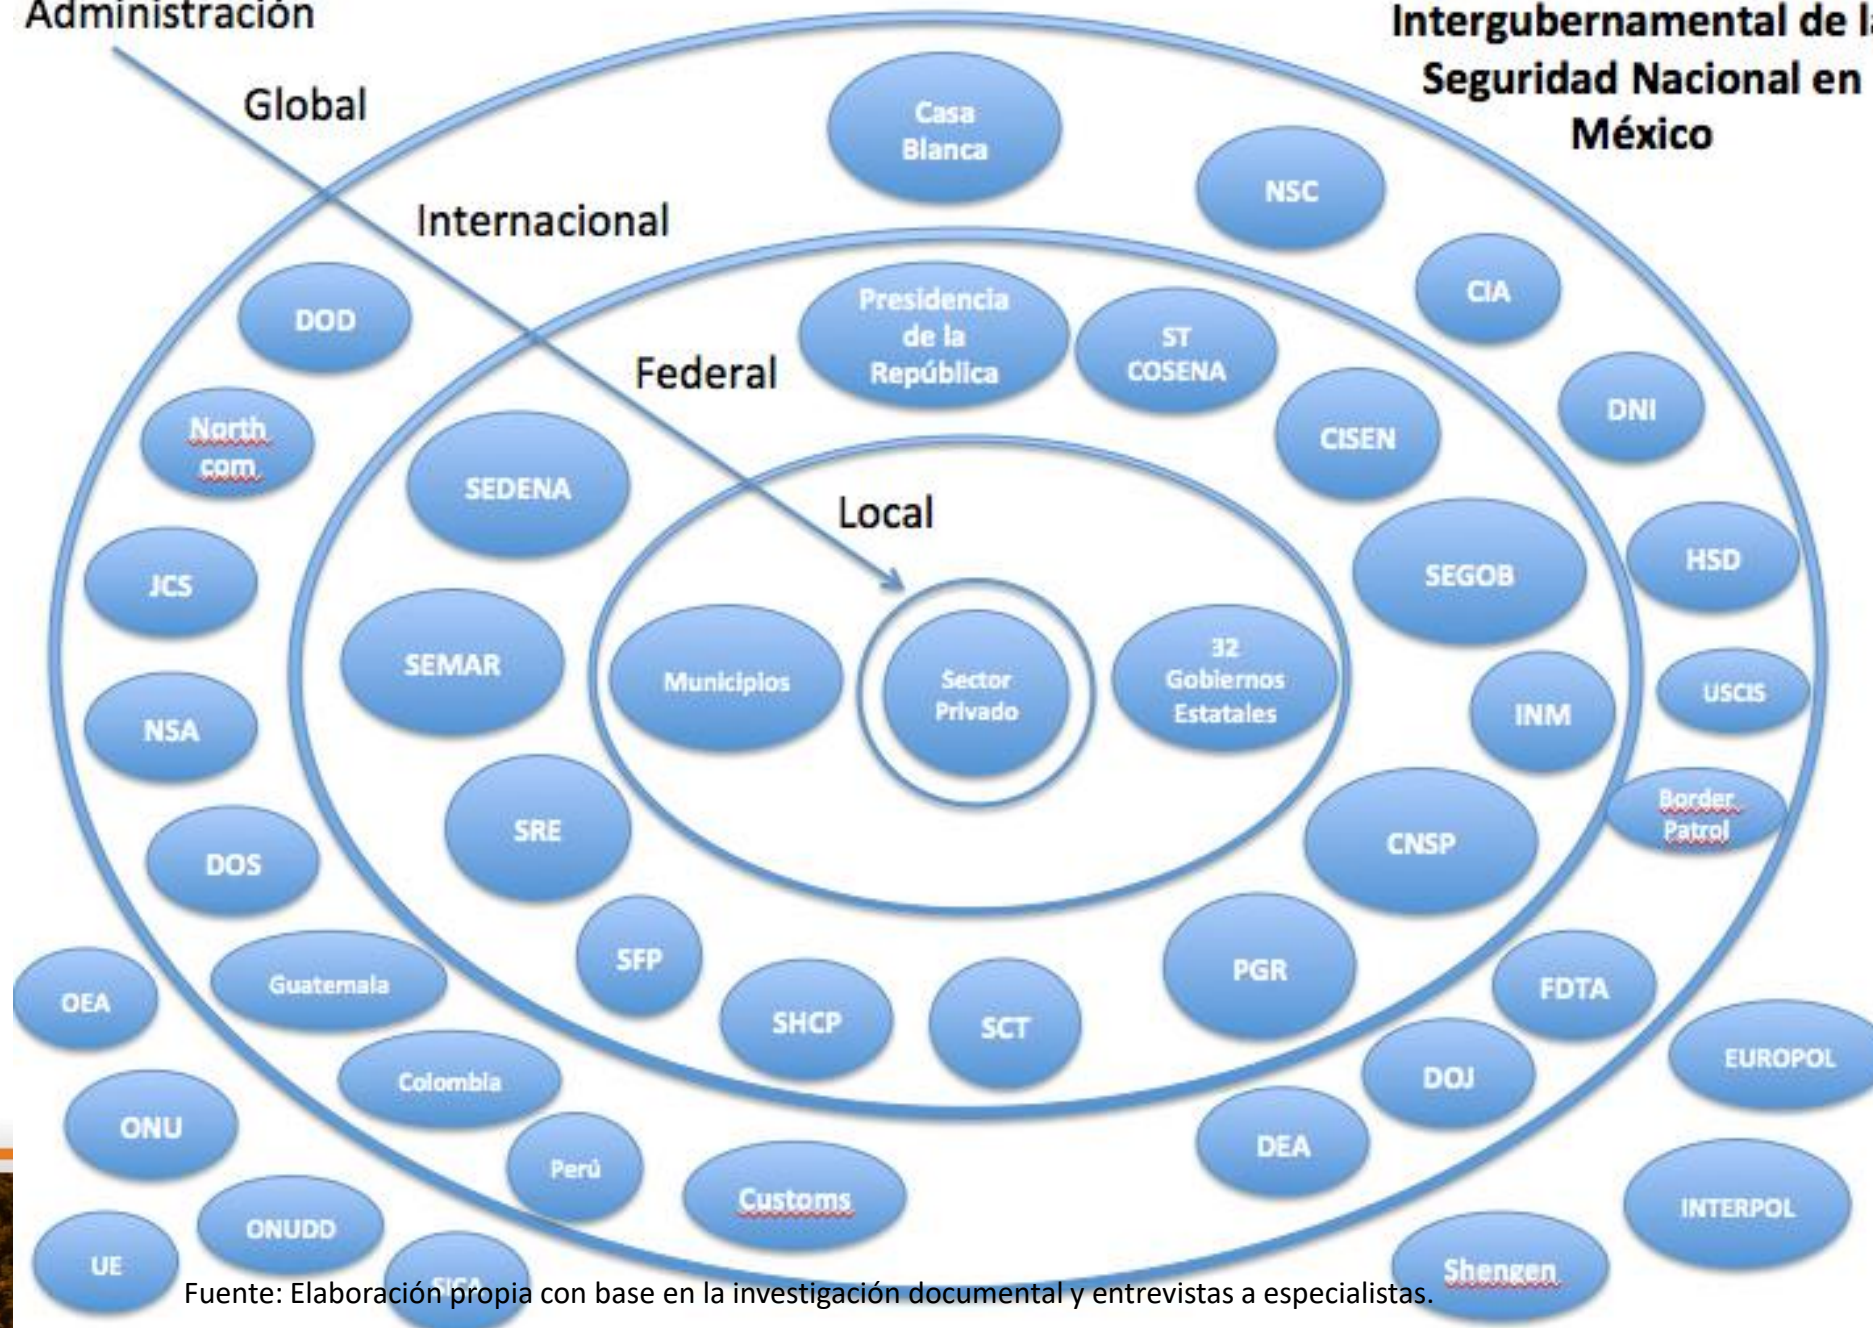 Administración
Intergubernamental de la
Seguridad Nacional en
México
Global
Internacional
Federal
Local
Casa
Blanca
NSC
CIA
DNI
HSD
USCIS
Border
Patrol
FDTA
DOJ
DEA
Customs
Perú
Colombia
Guatemala
DOS
NSA
JCS
North
com
DOD
Presidencia
de la
República
ST
COSENA
CISEN
SEGOB
INM
CNSP
PGR
SCT
SHCP
SFP
SRE
SEMAR
SEDENA
Municipios
Sector
Privado
32
Gobiernos
Estatales
OEA
ONU
UE
ONUDD
SICA
EUROPOL
INTERPOL
Shengen
Fuente: Elaboración propia con base en la investigación documental y entrevistas a especialistas.